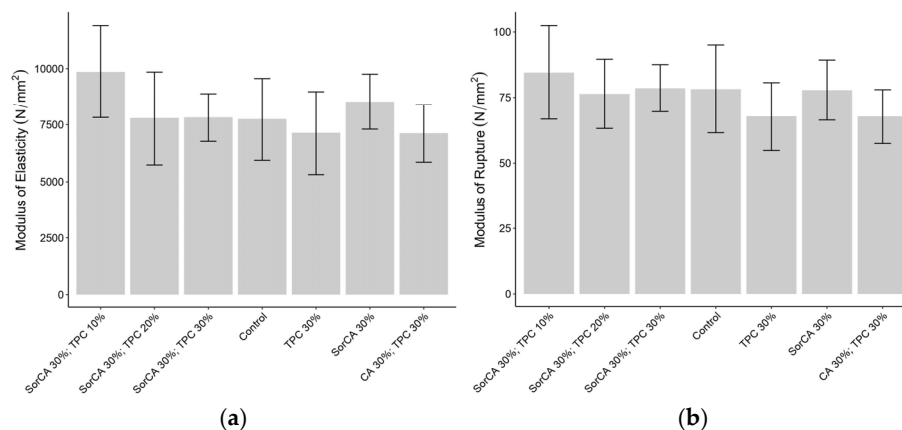 Modulus of Elasticity (N/mm²)
10000
7500
5000
2500
0
SorCA 30%; TPC 10%
SorCA 30%; TPC 20%
SorCA 30%; TPC 30%
Control
TPC 30%
SorCA 30%
CA 30%; TPC 30%
(a)
Modulus of Rupture (N/mm²)
100
75
50
25
0
SorCA 30%; TPC 10%
SorCA 30%; TPC 20%
SorCA 30%; TPC 30%
Control
TPC 30%
SorCA 30%
CA 30%; TPC 30%
(b)